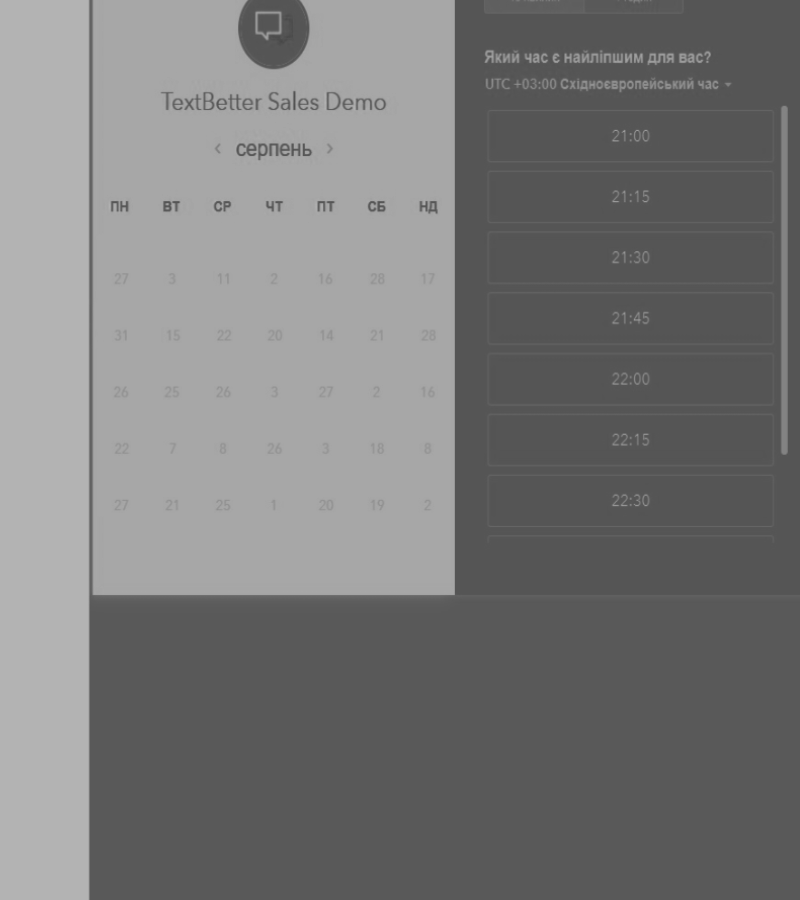 TextBetter Sales Demo
серпень
ПН ВТ СР ЧТ ПТ СБ НД
27 3 11 2 16 28 17
31 15 22 20 14 21 28
26 25 26 3 27 2 16
22 7 8 26 3 18 8
27 21 25 1 20 19 2
Який час є найліпшим для вас?
UTC +03:00 Східноєвропейський час
21:00
21:15
21:30
21:45
22:00
22:15
22:30